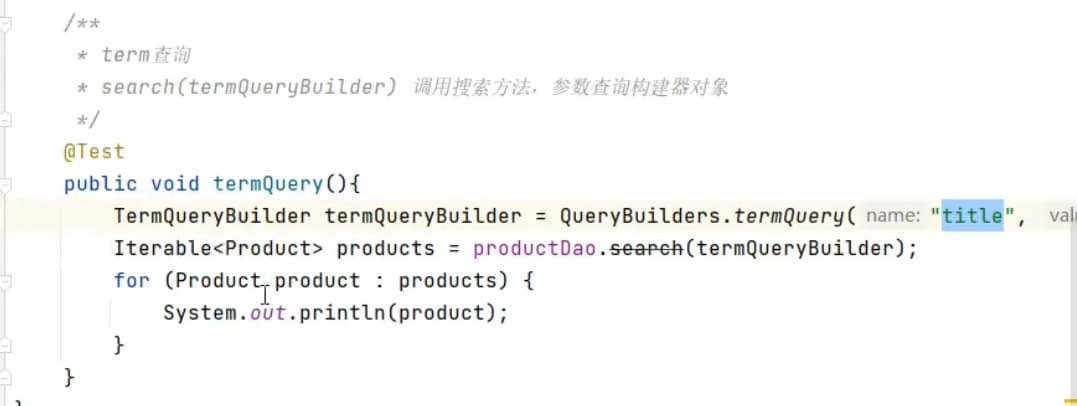 /**
 * term查询
 * search(termQueryBuilder) 调用搜索方法，参数查询构建器对象
 */
@Test
public void termQuery(){
    TermQueryBuilder termQueryBuilder = QueryBuilders.termQuery( name: "title",
    Iterable<Product> products = productDao.search(termQueryBuilder);
    for (Product product : products) {
        System.out.println(product);
    }
}